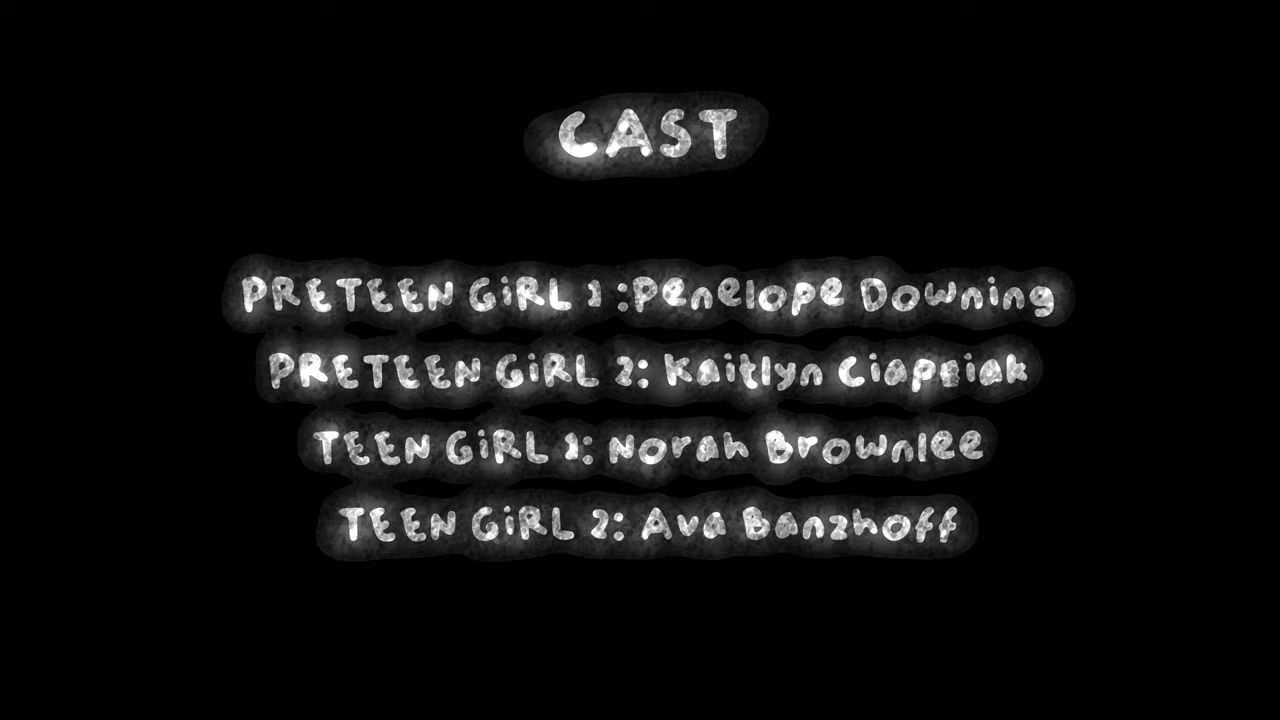 CAST
PRETEEN GiRL 1 :Penelope Downing
PRETEEN GiRL 2: Kaitlyn
TEEN GiRL 1: Norah Brownlee
TEEN GiRL 2: Ava Banzhoff